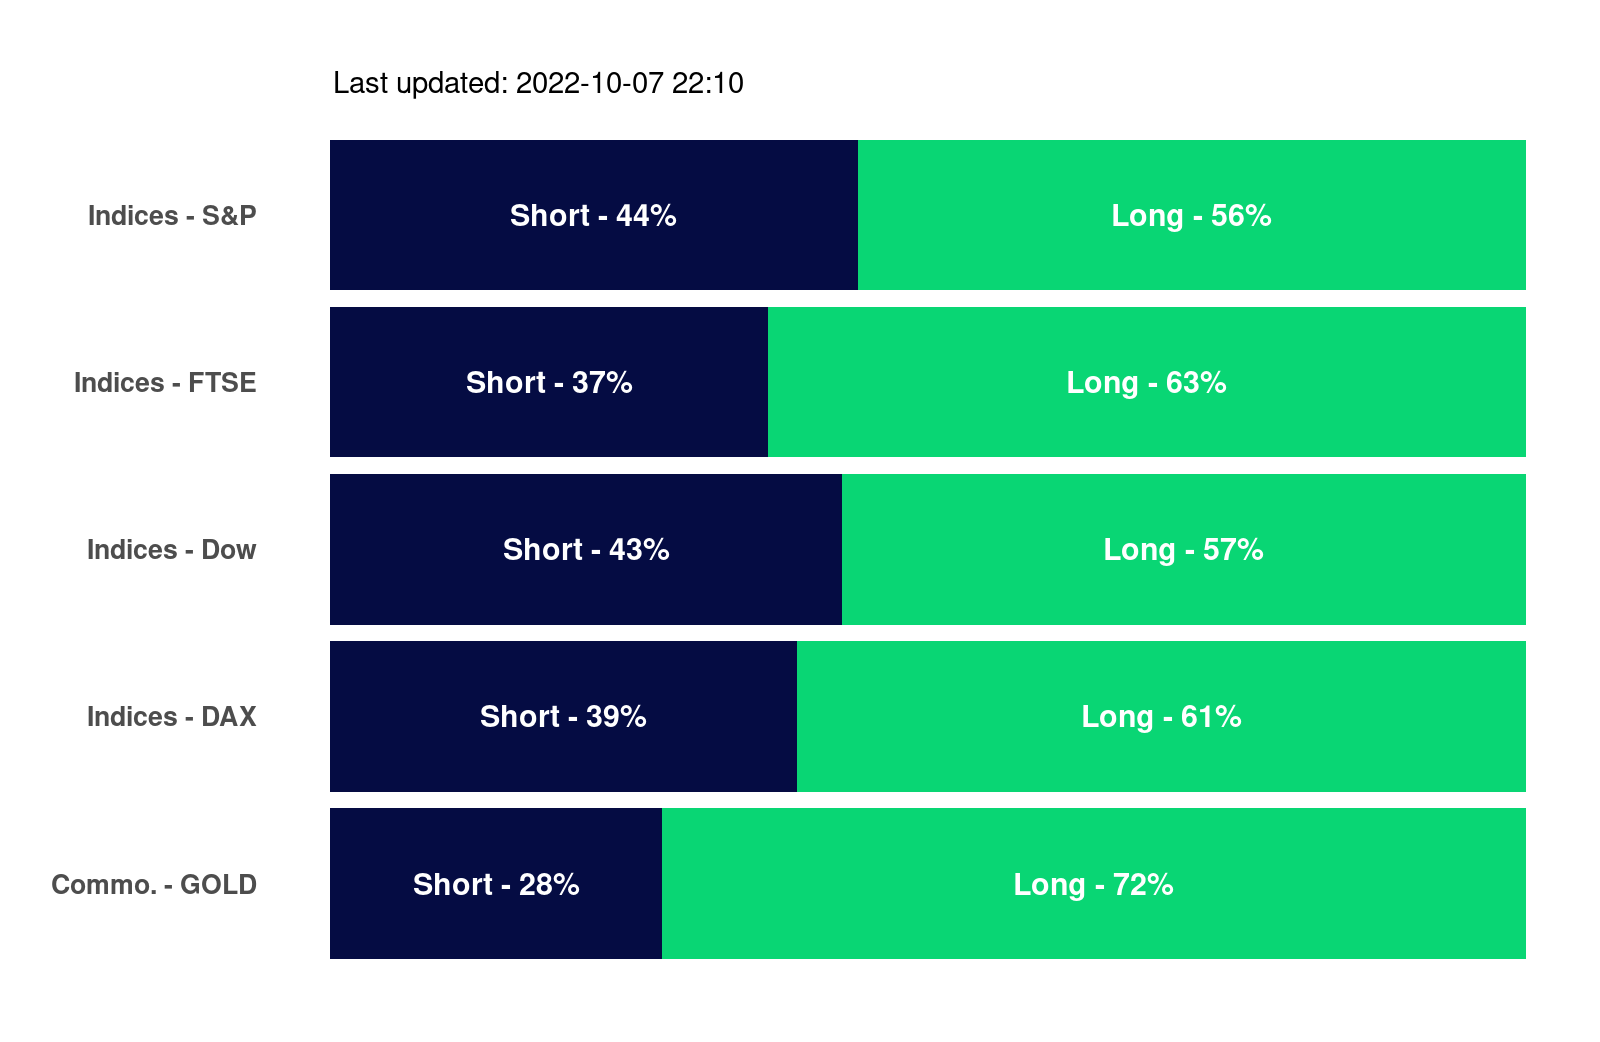 Last updated: 2022-10-07 22:10
Indices - S&P Short - 44% Long - 56%
Indices - FTSE Short - 37% Long - 63%
Indices - Dow Short - 43% Long - 57%
Indices - DAX Short - 39% Long - 61%
Commo. - GOLD Short - 28% Long - 72%